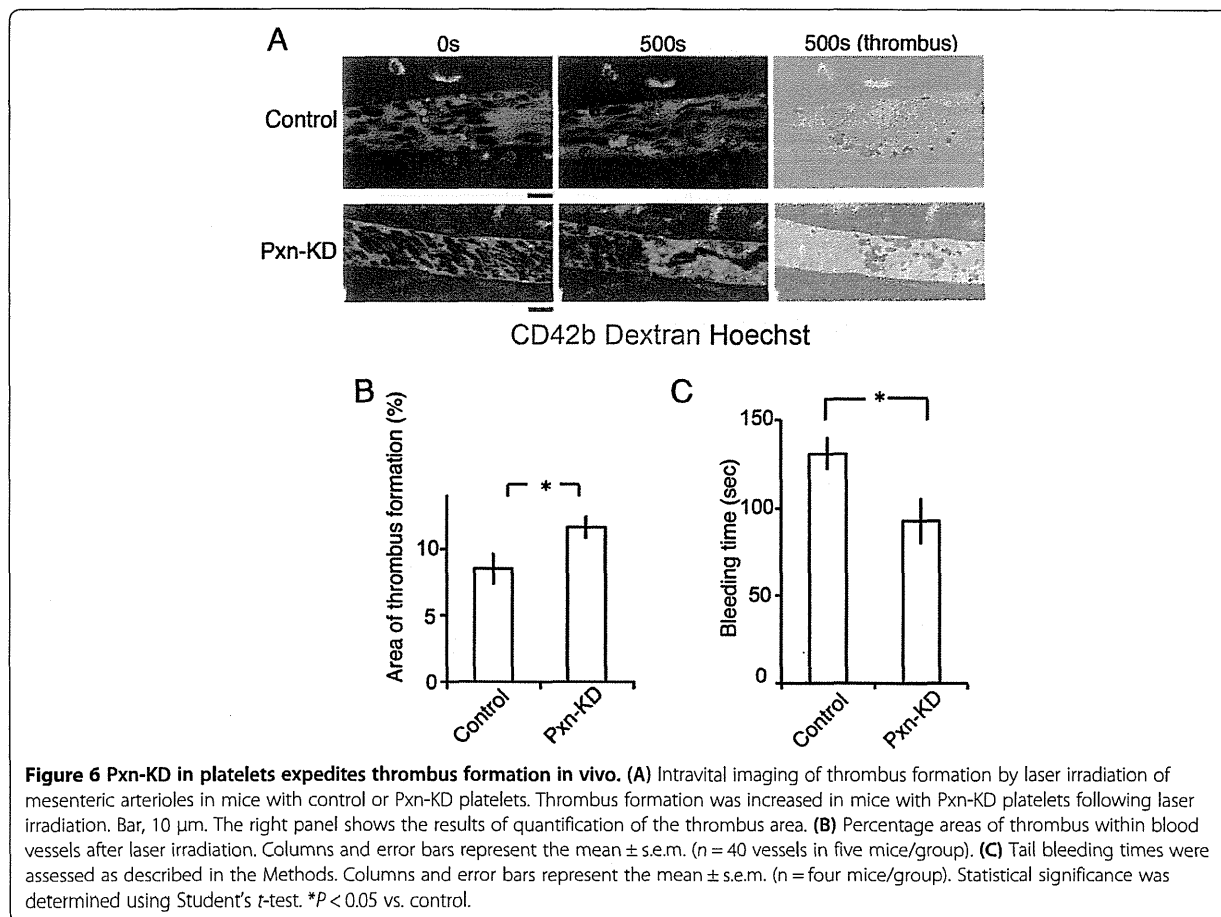 A
0s 500s 500s (thrombus)
Control
Pxn-KD
CD42b Dextran Hoechst
B
Area of thrombus formation (%)
10
5
0
*
Control Pxn-KD
C
Bleeding time (sec)
150
100
50
0
*
Control Pxn-KD
Figure 6 Pxn-KD in platelets expedites thrombus formation in vivo. (A) Intravital imaging of thrombus formation by laser irradiation of
mesenteric arterioles in mice with control or Pxn-KD platelets. Thrombus formation was increased in mice with Pxn-KD platelets following laser
irradiation. Bar, 10 μm. The right panel shows the results of quantification of the thrombus area. (B) Percentage areas of thrombus within blood
vessels after laser irradiation. Columns and error bars represent the mean ± s.e.m. (n = 40 vessels in five mice/group). (C) Tail bleeding times were
assessed as described in the Methods. Columns and error bars represent the mean ± s.e.m. (n = four mice/group). Statistical significance was
determined using Student's t-test. *P < 0.05 vs. control.